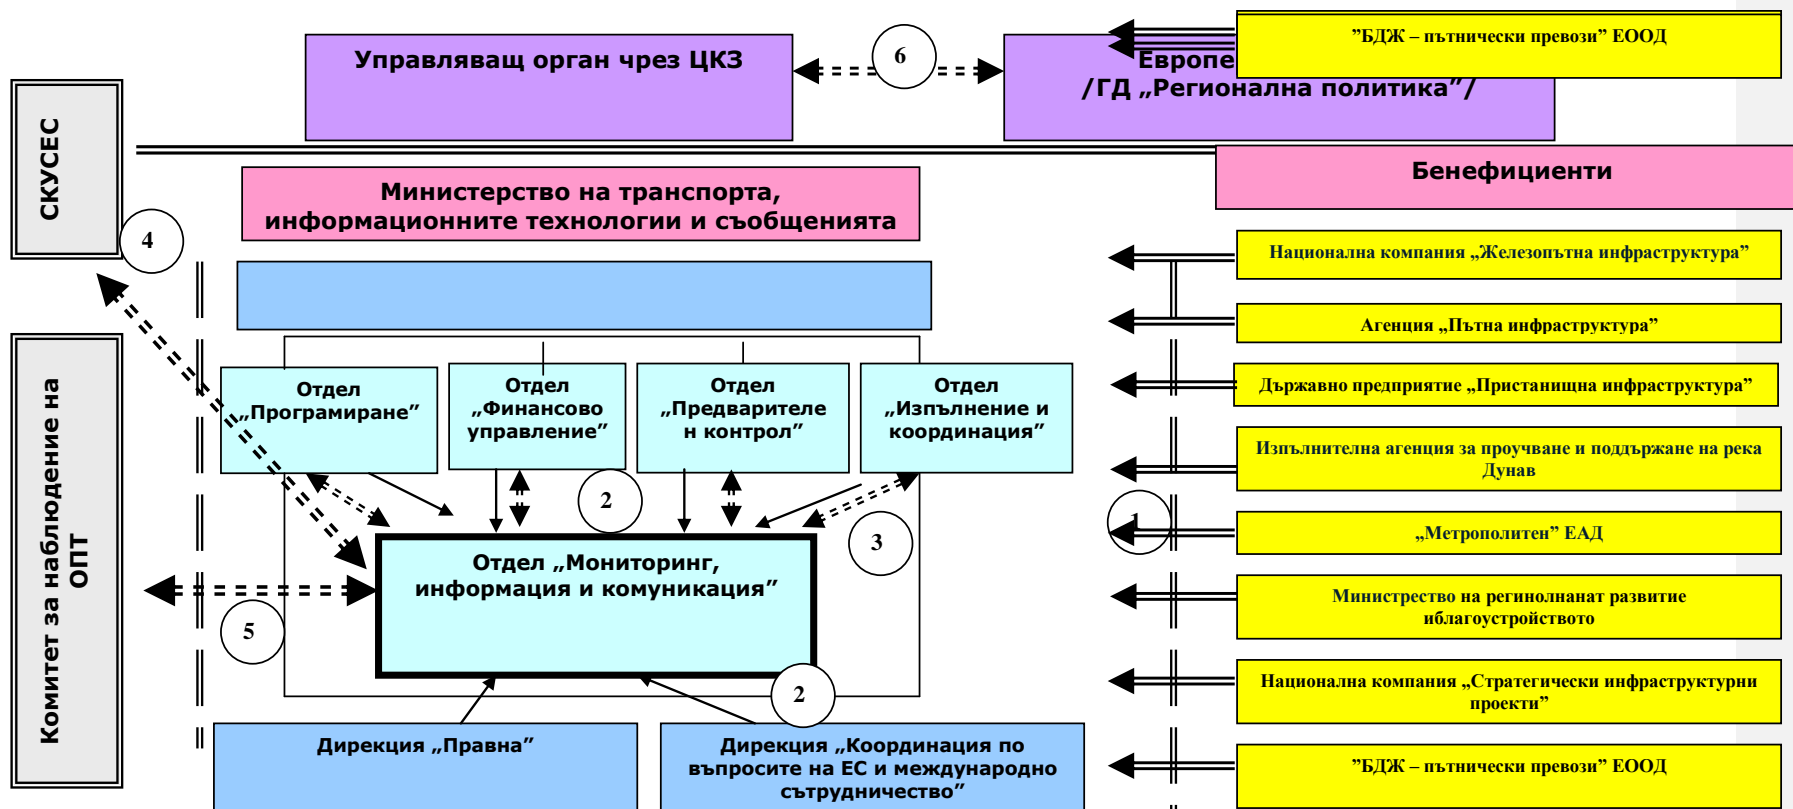 ”БДЖ – пътнически превози” ЕООД
Управляващ орган чрез ЦКЗ
6
Европе
/ГД „Регионална политика”/
СКУСЕС
Министерство на транспорта,
информационните технологии и съобщенията
Бенефициенти
4
Национална компания „Железопътна инфраструктура”
Агенция „Пътна инфраструктура”
Комитет за наблюдение на
ОПТ
Отдел
„Програмиране”
Отдел
„Финансово
управление”
Отдел
„Предварителе
н контрол”
Отдел
„Изпълнение и
координация”
Държавно предприятие „Пристанищна инфраструктура”
Изпълнителна агенция за проучване и поддържане на река
Дунав
2
3
1
„Метрополитен” ЕАД
Отдел „Мониторинг,
информация и комуникация”
5
Министрество на регинолнанат развитие
иблагоустройството
2
Национална компания „Стратегически инфраструктурни
проекти”
Дирекция „Правна”
Дирекция „Координация по
въпросите на ЕС и международно
сътрудничество”
”БДЖ – пътнически превози” ЕООД